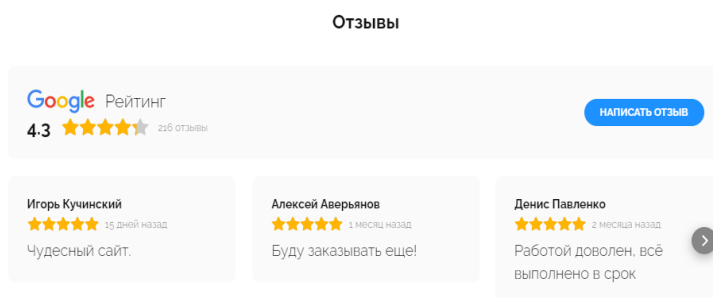 Отзывы
Google Рейтинг
4.3 216 отзывы
НАПИСАТЬ ОТЗЫВ
Игорь Кучинский
15 дней назад
Чудесный сайт.
Алексей Аверьянов
1 месяц назад
Буду заказывать еще!
Денис Павленко
2 месяца назад
Работой доволен, всё
выполнено в срок